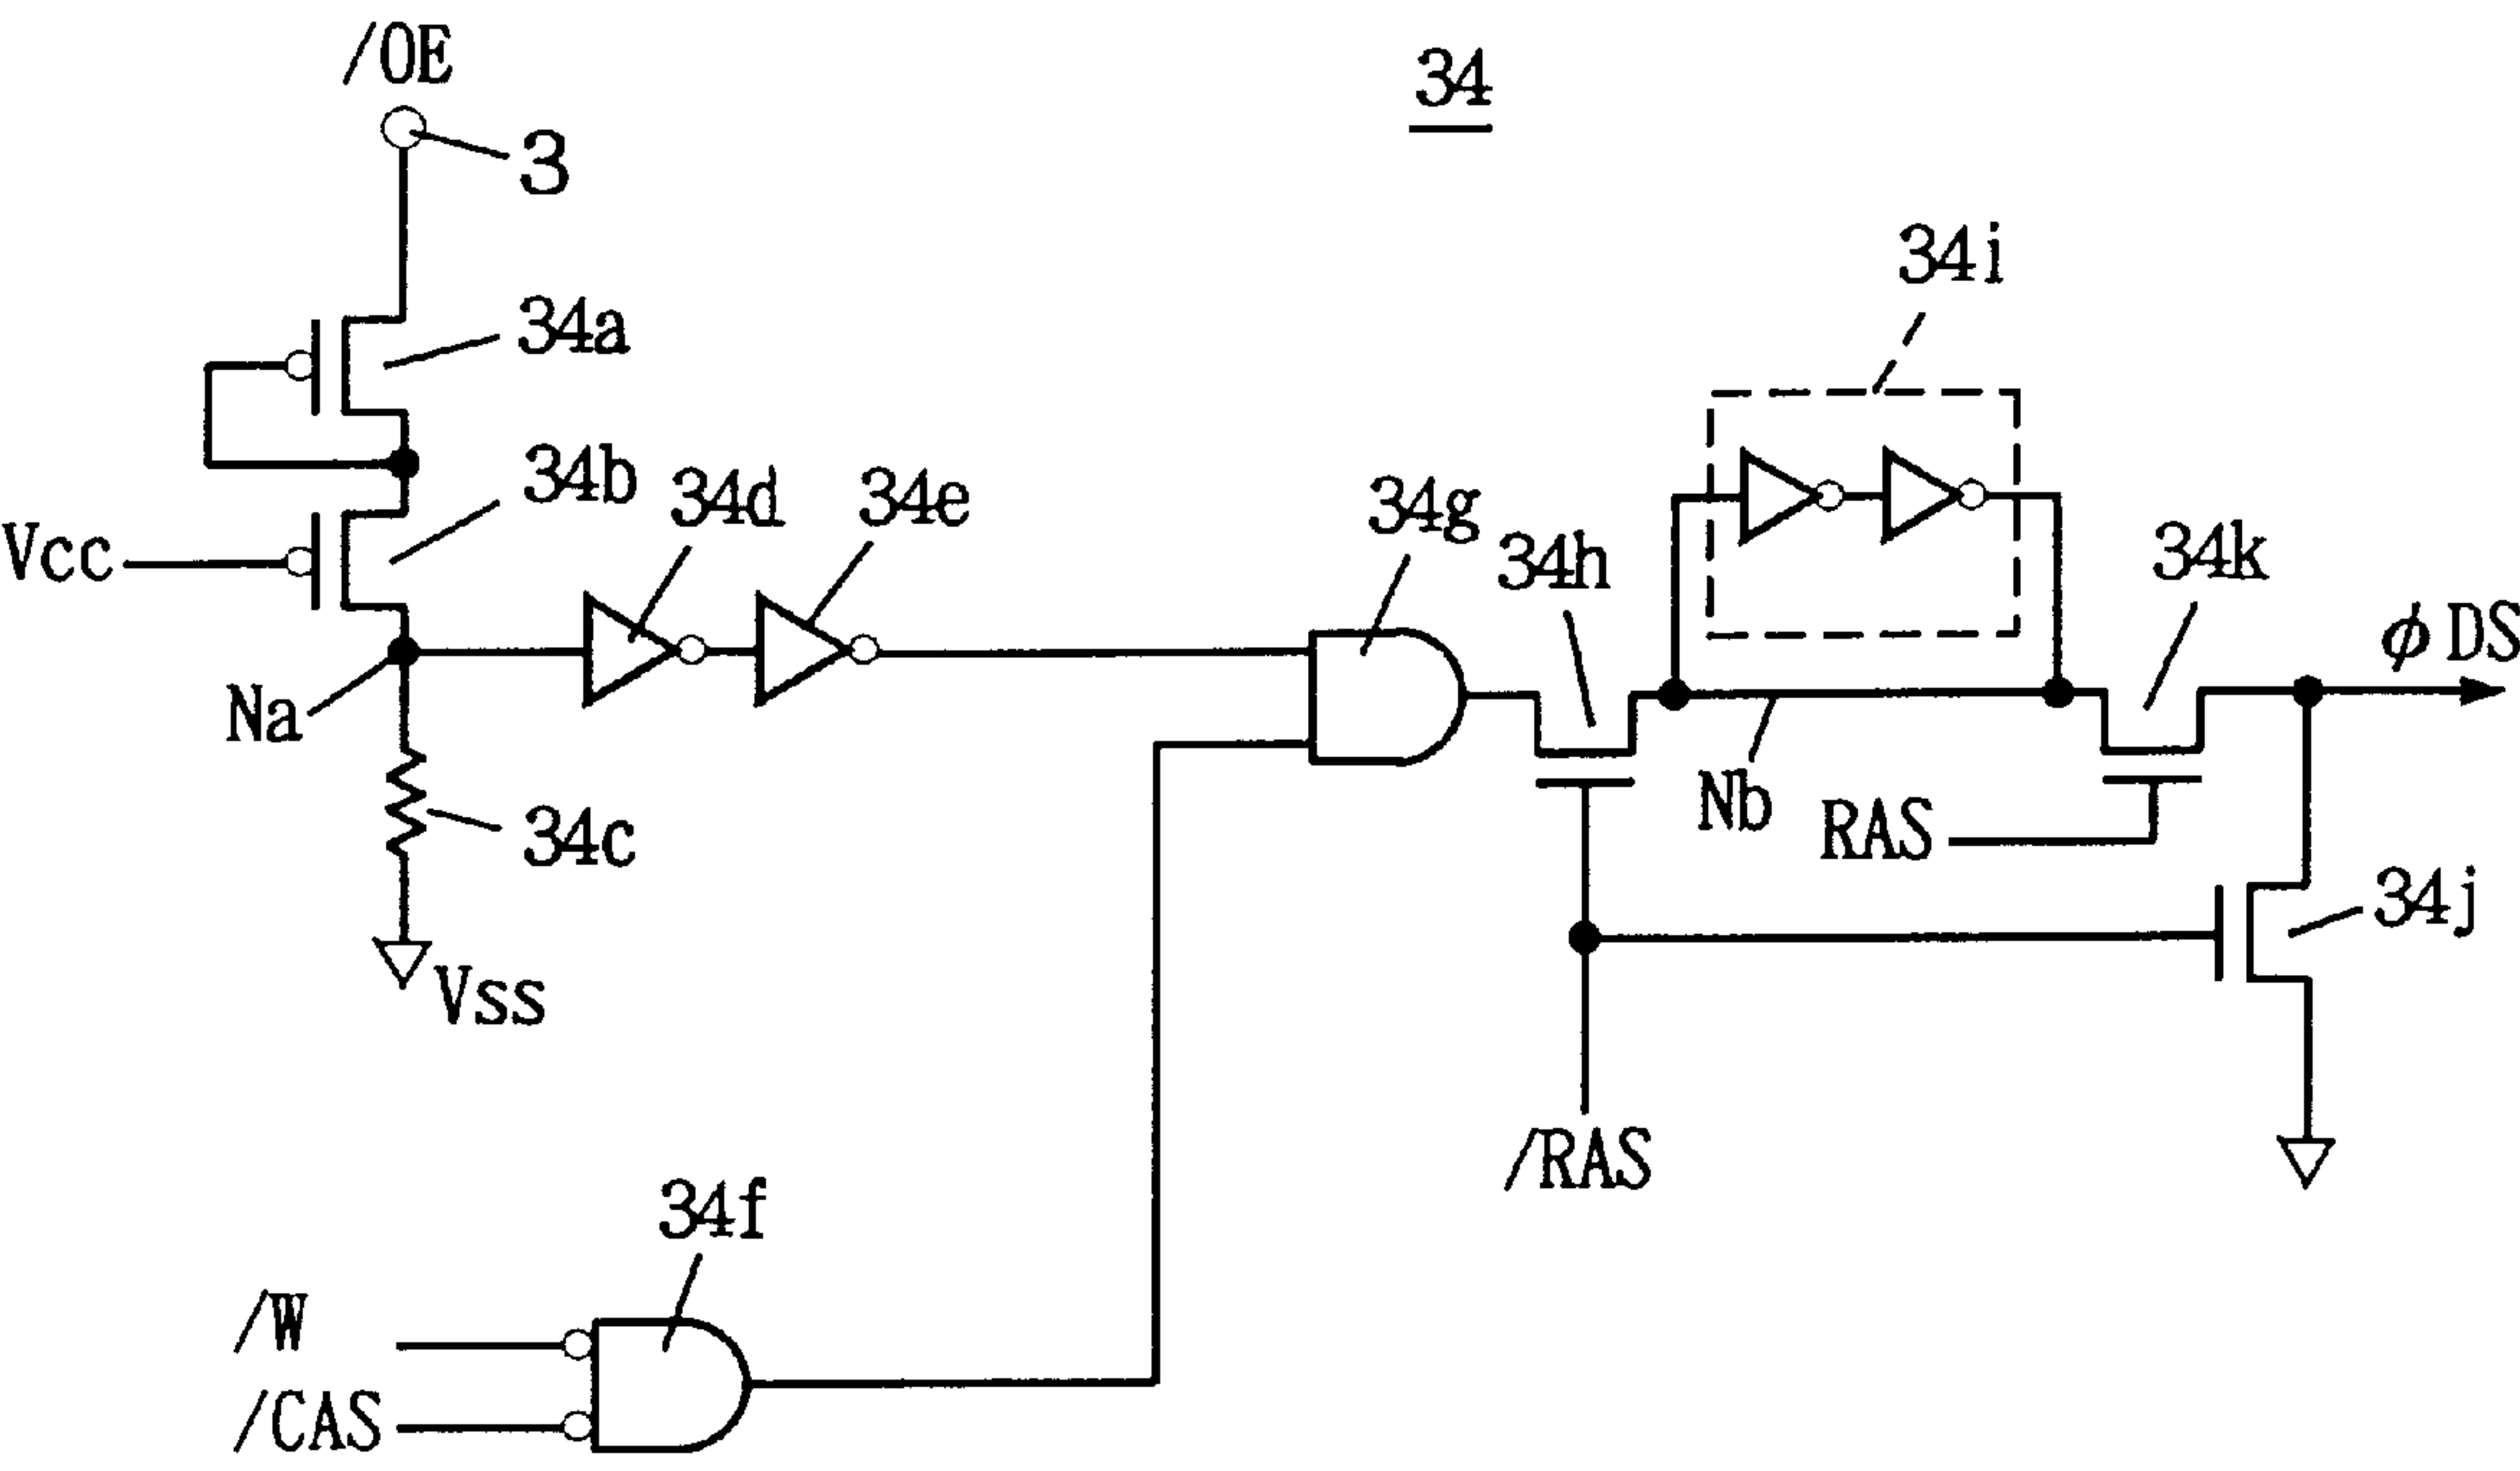 /OE
34
3
34i
34a
34b
34d
34e
34g
34h
34k
Vcc
φDS
Na
Nb
RAS
34c
34j
Vss
/RAS
34f
/W
/CAS